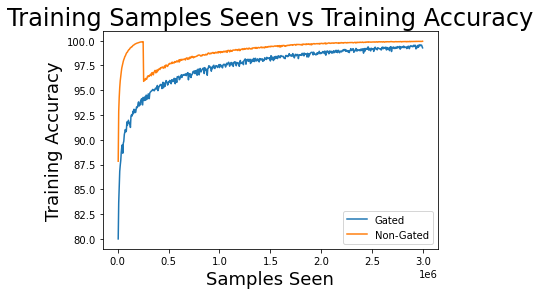 Training Samples Seen vs Training Accuracy
Training Accuracy
100.0
97.5
95.0
92.5
90.0
87.5
85.0
82.5
80.0
Gated
Non-Gated
0.0 0.5 1.0 1.5 2.0 2.5 3.0
1e6
Samples Seen